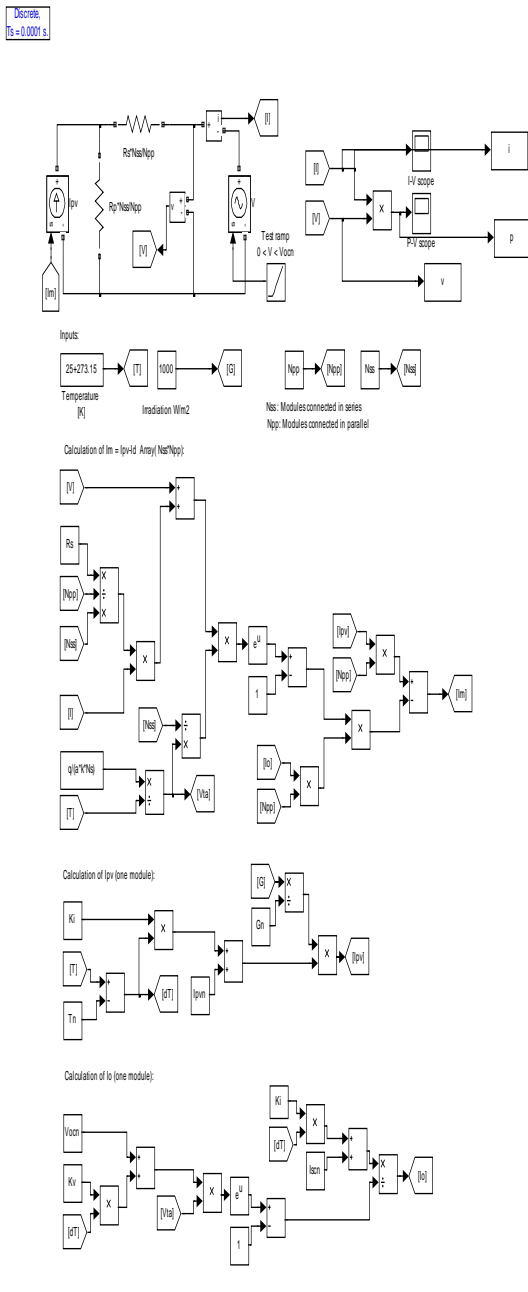 Discrete,
Ts = 0.0001 s.
i
+
-
[I]
Rs*Nss/Npp
+
Ipv
Rp*Nss/Npp
v
+
-
+
V
[V]
[Im]
Test ramp
0 < V < Vocn
[I]
I-V scope
i
[V]
×
P-V scope
p
v
Inputs:
25+273.15
[T]
1000
[G]
Npp
[Npp]
Nss
[Nss]
Temperature
[K]
Irradiation W/m2
Nss: Modules connected in series
Npp: Modules connected in parallel
Calculation of Im = Ipv-Id Array( Nss*Npp):
[V]
+
+
Rs
[Npp]
×
÷
×
[Nss]
×
[I]
×
e^u
1
+
-
[Ipv]
[Npp]
×
+
-
[Im]
×
[Nss]
÷
×
[Io]
[Npp]
×
q/(a*k*Ns)
[T]
×
÷
[Vta]
Calculation of Ipv (one module):
[G]
×
÷
Gn
Ki
×
[T]
+
-
Tn
[dT]
Ipvn
+
+
×
[Ipv]
Calculation of Io (one module):
Vocn
+
+
Kv
×
[dT]
[Vta]
×
e^u
1
+
-
Ki
×
[dT]
Iscn
+
+
×
÷
[Io]